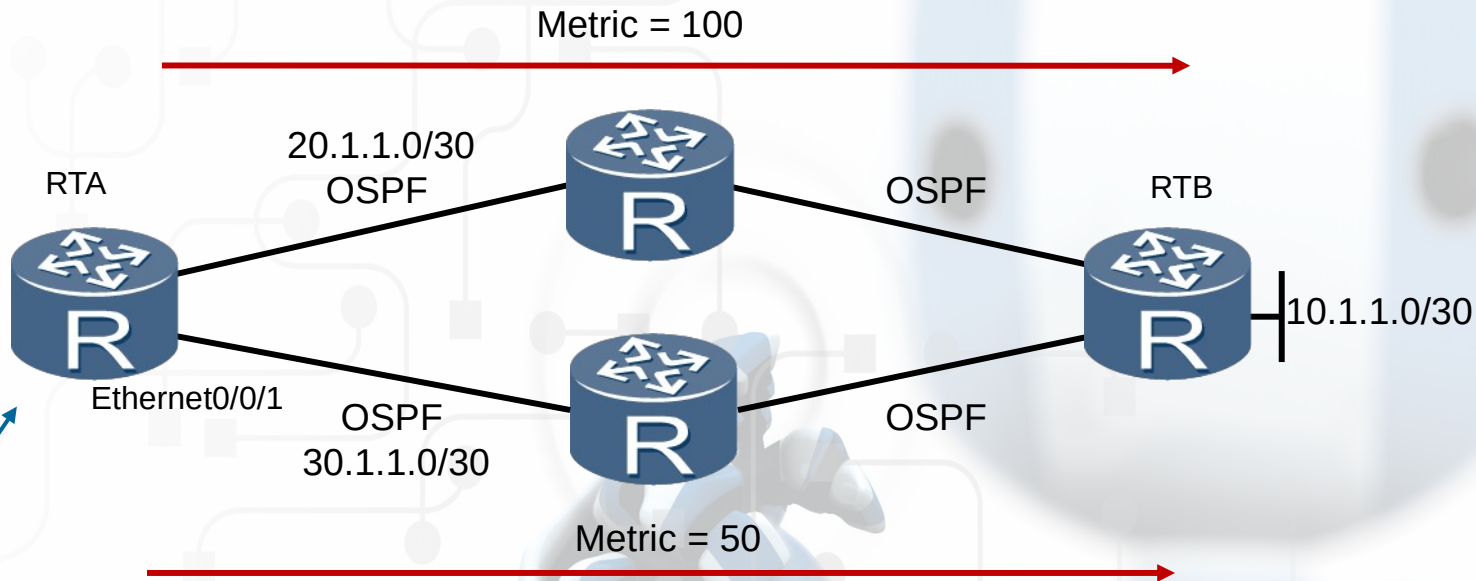 Metric = 100
20.1.1.0/30
OSPF
OSPF
RTA
RTB
R
R
R
R
10.1.1.0/30
Ethernet0/0/1
OSPF
30.1.1.0/30
OSPF
Metric = 50